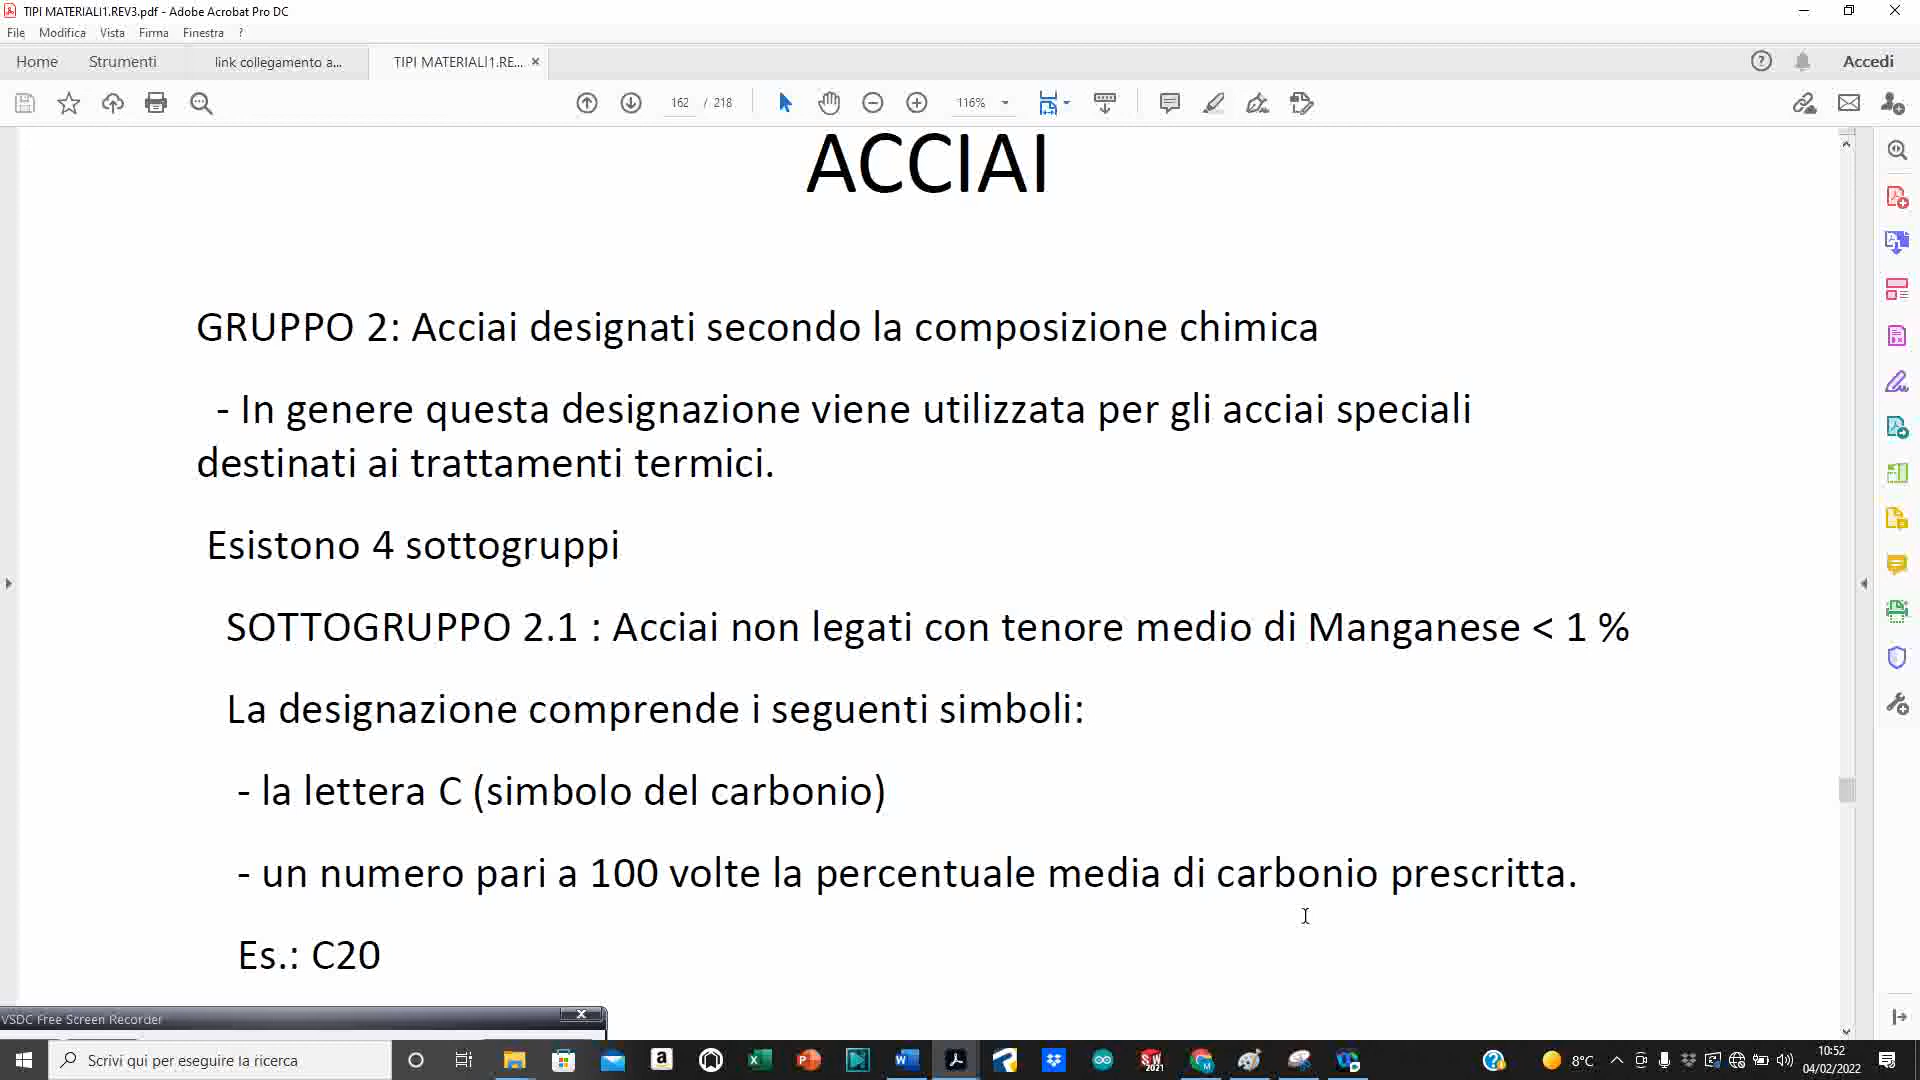 TIPI MATERIALI1.REV3.pdf - Adobe Acrobat Pro DC
File Modifica Vista Firma Finestra ?
Home Strumenti link collegamento a... TIPI MATERIALI1.RE... Accedi
162 / 218 116%
ACCIAI
GRUPPO 2: Acciai designati secondo la composizione chimica
- In genere questa designazione viene utilizzata per gli acciai speciali
destinati ai trattamenti termici.
Esistono 4 sottogruppi
SOTTOGRUPPO 2.1 : Acciai non legati con tenore medio di Manganese < 1 %
La designazione comprende i seguenti simboli:
- la lettera C (simbolo del carbonio)
- un numero pari a 100 volte la percentuale media di carbonio prescritta.
Es.: C20
VSDC Free Screen Recorder
Scrivi qui per eseguire la ricerca
8°C
10:52
04/02/2022